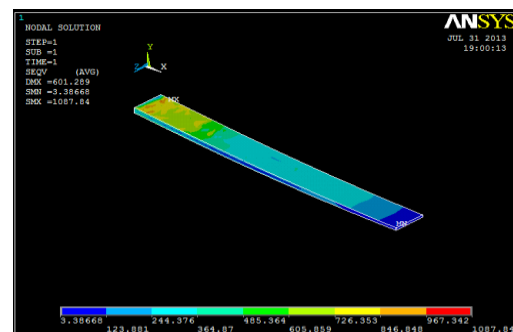 1
NODAL SOLUTION
STEP=1
SUB =1
TIME=1
SEQV (AVG)
DMX =601.289
SMN =3.38668
SMX =1087.84
ANSYS
JUL 31 2013
19:00:13
Y
Z X
MX
MN
3.38668 244.376 485.364 726.353 967.342
123.881 364.87 605.859 846.848 1087.84